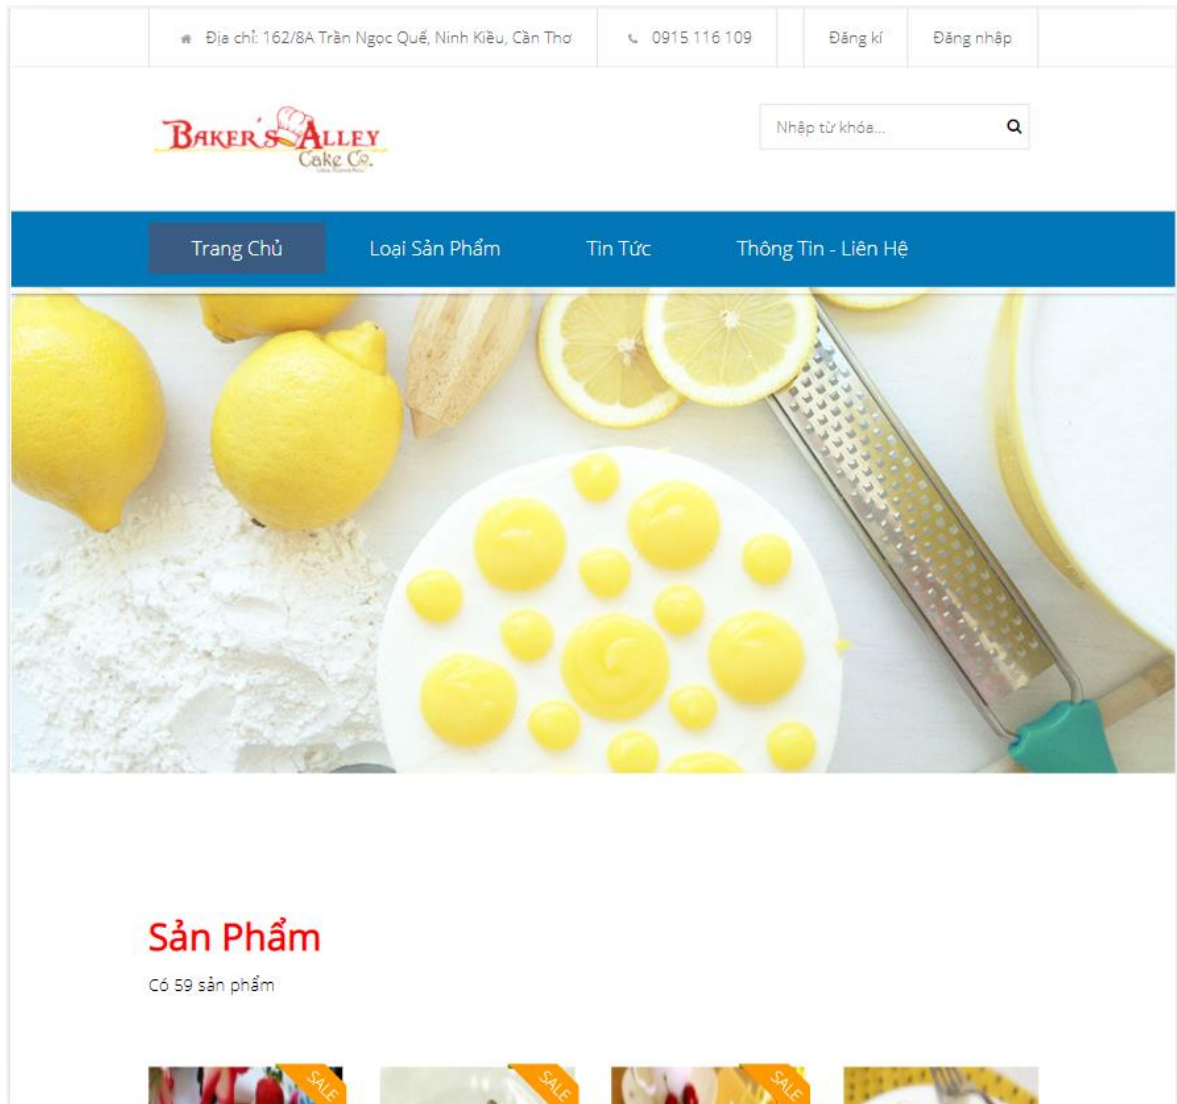 Địa chỉ: 162/8A Trần Ngọc Quế, Ninh Kiều, Cần Thơ
0915 116 109
Đăng kí
Đăng nhập
BAKER'S ALLEY
Cake Co.
Nhập từ khóa...
Trang Chủ
Loại Sản Phẩm
Tin Tức
Thông Tin - Liên Hệ
Sản Phẩm
Có 59 sản phẩm
SALE
SALE
SALE